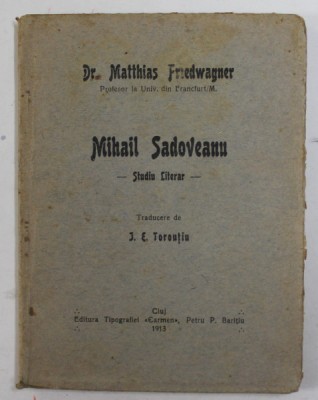 Dr. Matthias Friedwagner
Profesor la Univ. din Francfurt/M.
Mihail Sadoveanu
— Studiu Literar —
Traducere de
I. E. Torouțiu
Cluj
Editura Tipografiei «Carmen», Petru P. Barițiu
1913